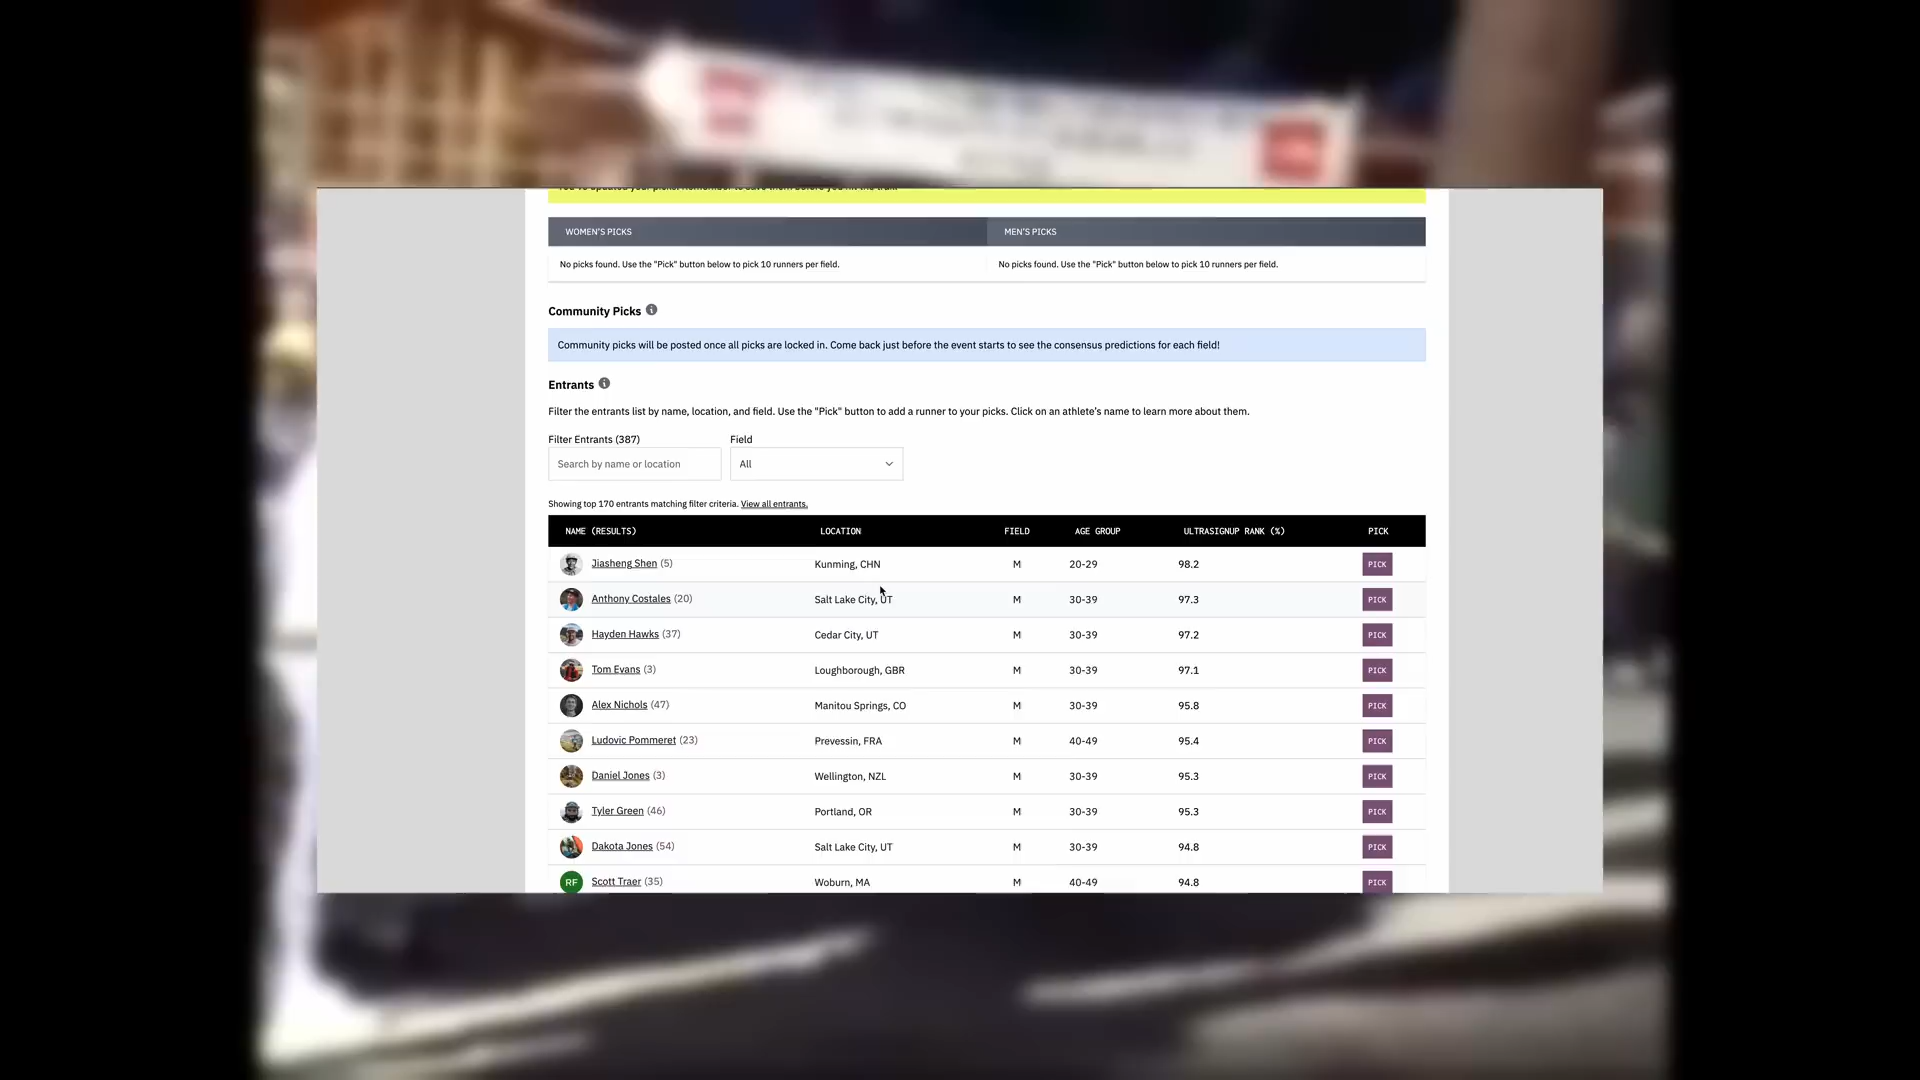 WOMEN'S PICKS MEN'S PICKS
No picks found. Use the "Pick" button below to pick 10 runners per field. No picks found. Use the "Pick" button below to pick 10 runners per field.
Community Picks
Community picks will be posted once all picks are locked in. Come back just before the event starts to see the consensus predictions for each field!
Entrants
Filter the entrants list by name, location, and field. Use the "Pick" button to add a runner to your picks. Click on an athlete's name to learn more about them.
Filter Entrants (387) Field
Search by name or location All
Showing top 170 entrants matching filter criteria. View all entrants.
NAME (RESULTS) LOCATION FIELD AGE GROUP ULTRASIGNUP RANK (%) PICK
Jiasheng Shen (5) Kunming, CHN M 20-29 98.2 PICK
Anthony Costales (20) Salt Lake City, UT M 30-39 97.3 PICK
Hayden Hawks (37) Cedar City, UT M 30-39 97.2 PICK
Tom Evans (3) Loughborough, GBR M 30-39 97.1 PICK
Alex Nichols (47) Manitou Springs, CO M 30-39 95.8 PICK
Ludovic Pommeret (23) Prevessin, FRA M 40-49 95.4 PICK
Daniel Jones (3) Wellington, NZL M 30-39 95.3 PICK
Tyler Green (46) Portland, OR M 30-39 95.3 PICK
Dakota Jones (54) Salt Lake City, UT M 30-39 94.8 PICK
RF Scott Traer (35) Woburn, MA M 40-49 94.8 PICK